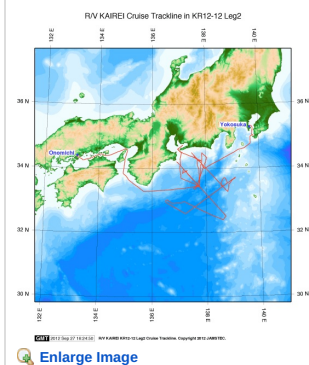 R/V KAIREI Cruise Trackline in KR12-12 Leg2
132 E 134 E 136 E 138 E 140 E
36 N 36 N
Yokosuka
Onomichi
34 N 34 N
32 N 32 N
30 N 30 N
132 E 134 E 136 E 138 E 140 E
GMT 2012 Sep 27 16:24:50 R/V KAIREI KR12-12 Leg2 Cruise Trackline. Copyright 2012 JAMSTEC.
Enlarge Image